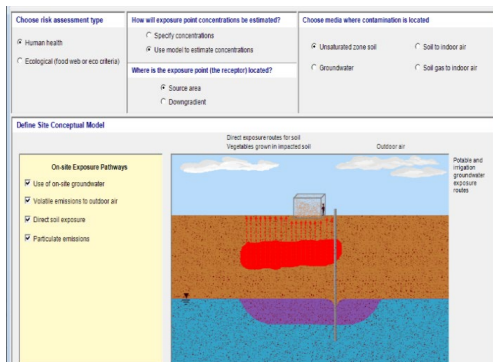 Choose risk assessment type
Human health
Ecological (food web or eco criteria)
How will exposure point concentrations be estimated?
Specify concentrations
Use model to estimate concentrations
Where is the exposure point (the receptor) located?
Source area
Downgradient
Choose media where contamination is located
Unsaturated zone soil
Soil to indoor air
Groundwater
Soil gas to indoor air
Define Site Conceptual Model
On-site Exposure Pathways
Use of on-site groundwater
Volatile emissions to outdoor air
Direct soil exposure
Particulate emissions
Direct exposure routes for soil
Vegetables grown in impacted soil
Outdoor air
Potable and
irrigation
groundwater
exposure
routes